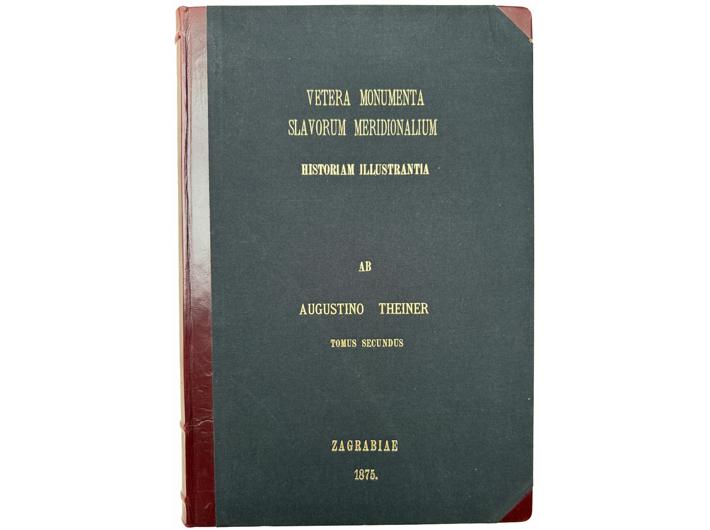 VETERA MONUMENTA
SLAVORUM MERIDIONALIUM
HISTORIAM ILLUSTRANTIA
AB
AUGUSTINO THEINER
TOMUS SECUNDUS
ZAGRABIAE
1875.